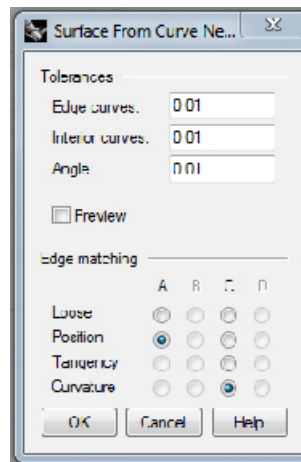 Surface From Curve Ne...
Tolerances
Edge curves: 0.01
Interior curves: 0.01
Angle: 0.01
Preview
Edge matching
A B C D
Loose
Position
Tangency
Curvature
OK Cancel Help